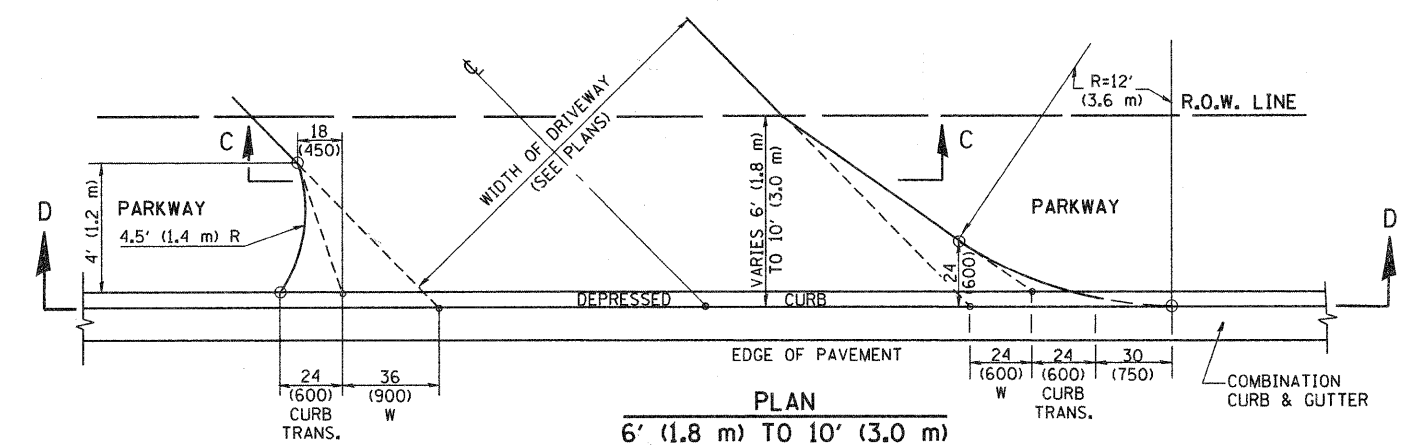 ℄
WIDTH OF DRIVEWAY
(SEE PLANS)
R=12'
(3.6 m)
R.O.W. LINE
18
(450)
C
C
VARIES 6' (1.8 m)
TO 10' (3.0 m)
4' (1.2 m)
PARKWAY
4.5' (1.4 m) R
PARKWAY
D
D
24
(600)
DEPRESSED CURB
EDGE OF PAVEMENT
24
(600)
CURB
TRANS.
36
(900)
W
24
(600)
W
24
(600)
CURB
TRANS.
30
(750)
COMBINATION
CURB & GUTTER
PLAN
6' (1.8 m) TO 10' (3.0 m)